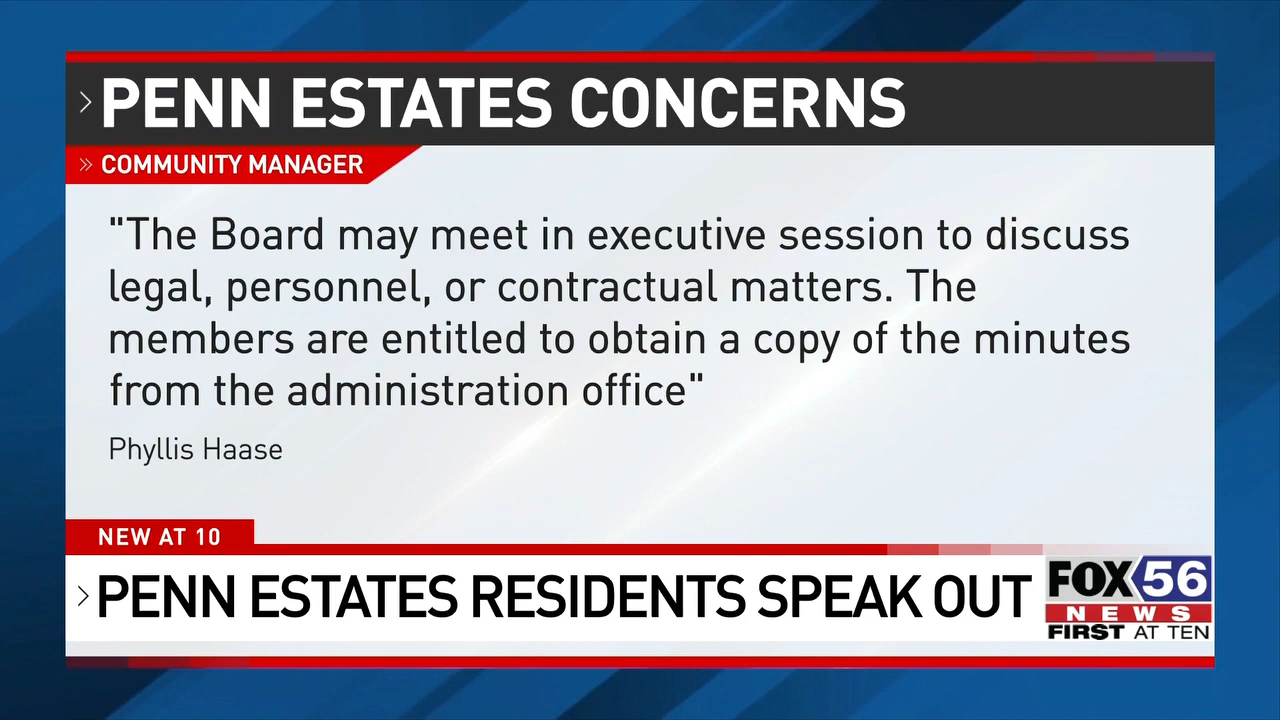 PENN ESTATES CONCERNS
COMMUNITY MANAGER
"The Board may meet in executive session to discuss
legal, personnel, or contractual matters. The
members are entitled to obtain a copy of the minutes
from the administration office"
Phyllis Haase
NEW AT 10
PENN ESTATES RESIDENTS SPEAK OUT
FOX 56
NEWS
FIRST AT TEN